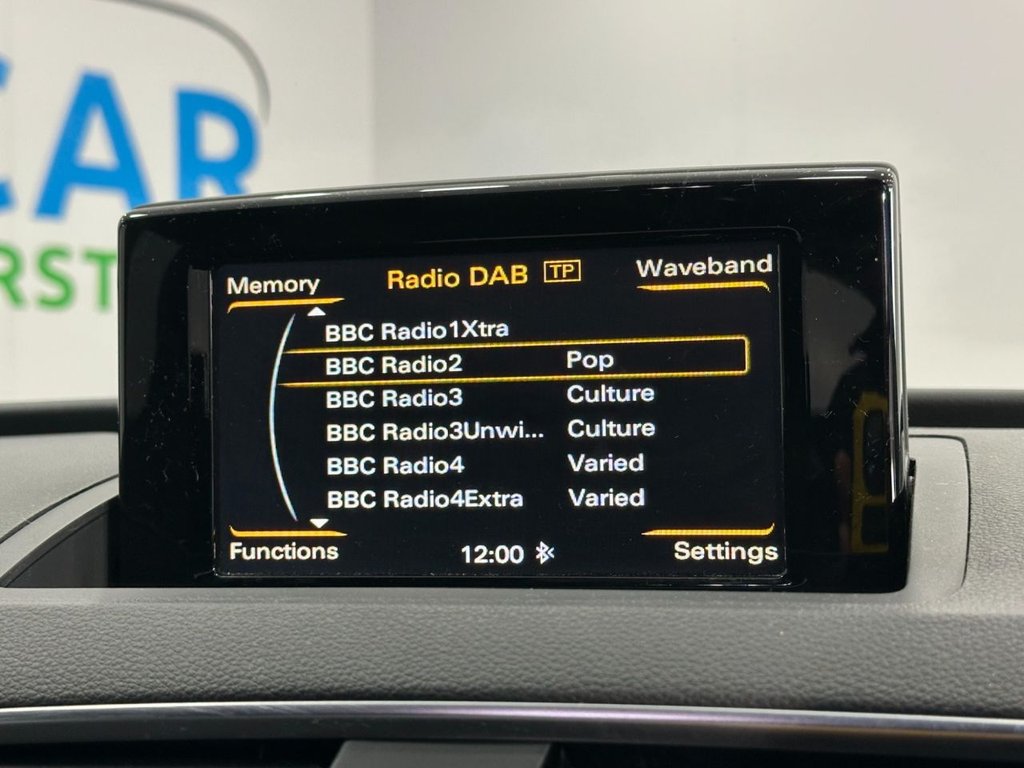 CAR
RST
Memory
Radio DAB TP
Waveband
BBC Radio1Xtra
BBC Radio2 Pop
BBC Radio3 Culture
BBC Radio3Unwi... Culture
BBC Radio4 Varied
BBC Radio4Extra Varied
Functions
12:00
Settings